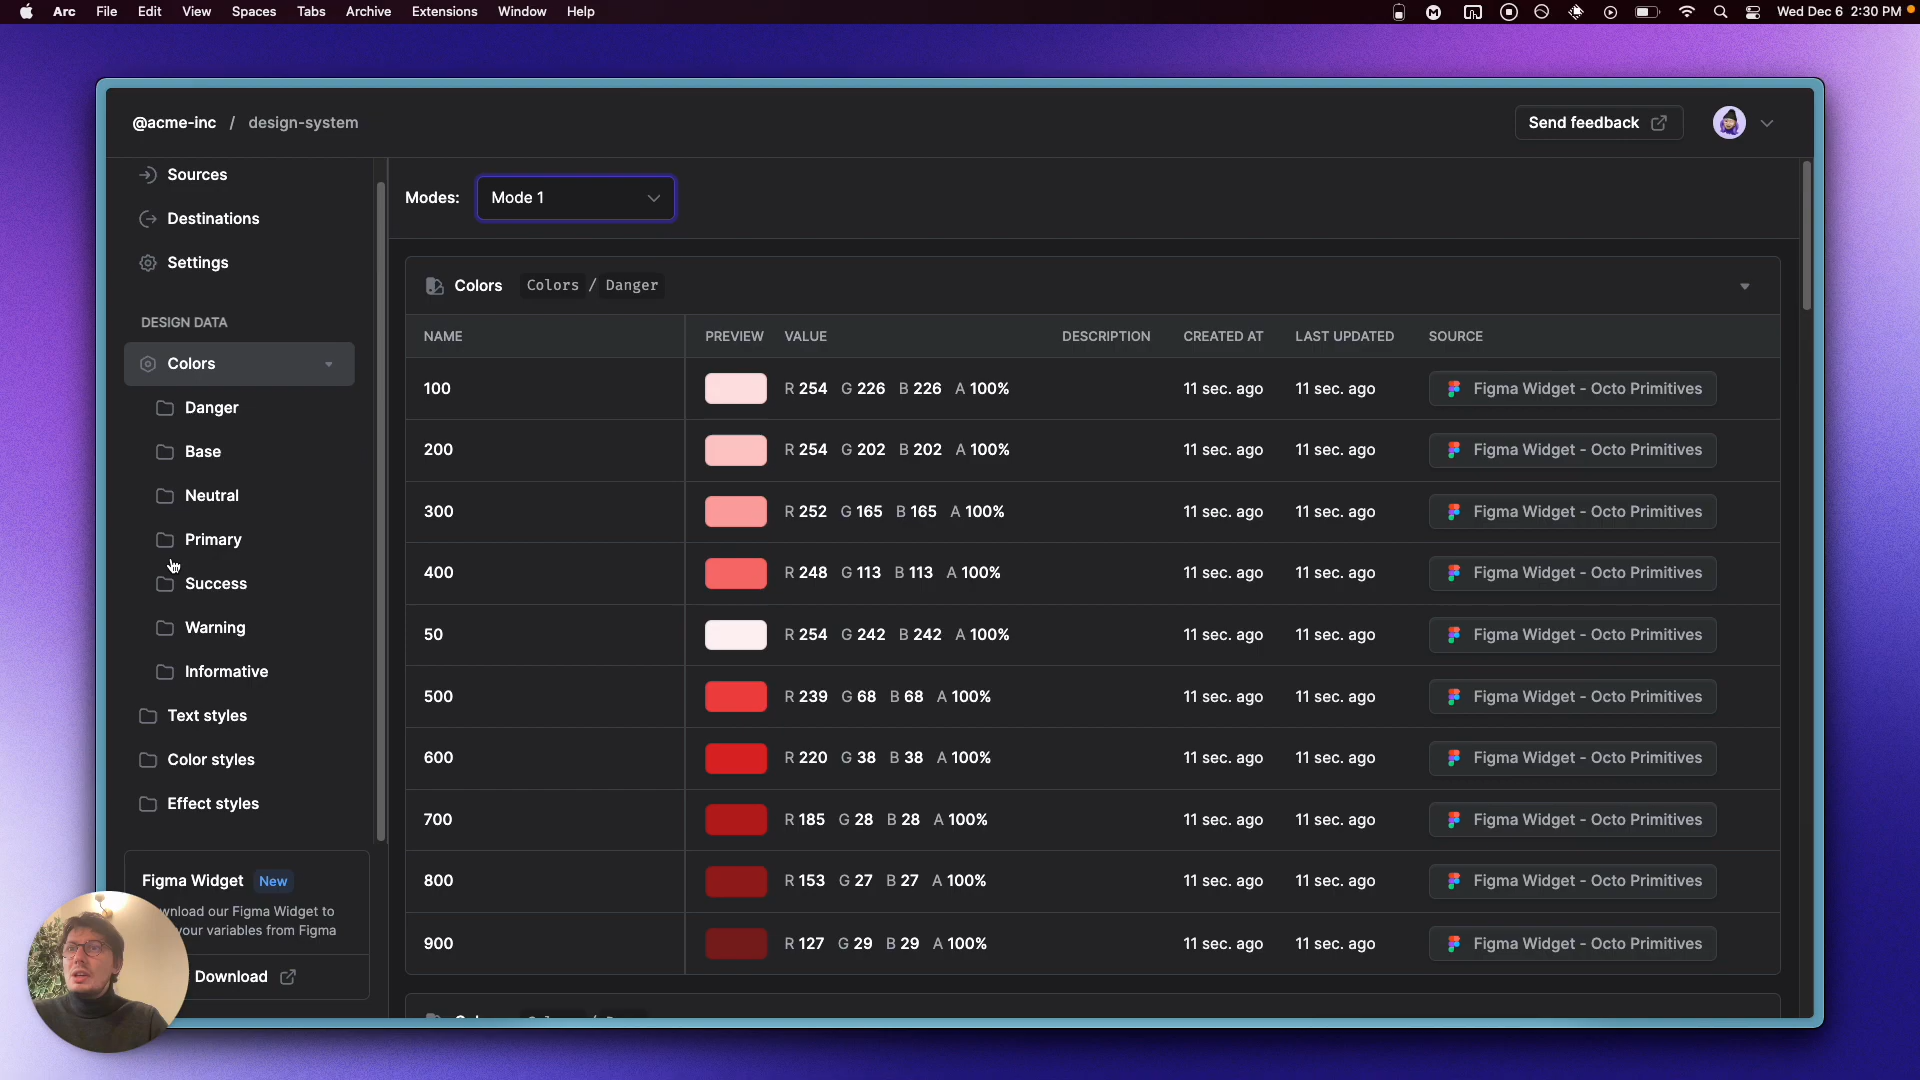 Arc File Edit View Spaces Tabs Archive Extensions Window Help Wed Dec 6 2:30 PM
@acme-inc / design-system
Send feedback
Sources
Destinations
Settings
DESIGN DATA
Colors
Danger
Base
Neutral
Primary
Success
Warning
Informative
Text styles
Color styles
Effect styles
Figma Widget New
wnload our Figma Widget to
your variables from Figma
Download
Modes: Mode 1
Colors Colors / Danger
NAME PREVIEW VALUE DESCRIPTION CREATED AT LAST UPDATED SOURCE
100 R 254 G 226 B 226 A 100% 11 sec. ago 11 sec. ago Figma Widget - Octo Primitives
200 R 254 G 202 B 202 A 100% 11 sec. ago 11 sec. ago Figma Widget - Octo Primitives
300 R 252 G 165 B 165 A 100% 11 sec. ago 11 sec. ago Figma Widget - Octo Primitives
400 R 248 G 113 B 113 A 100% 11 sec. ago 11 sec. ago Figma Widget - Octo Primitives
50 R 254 G 242 B 242 A 100% 11 sec. ago 11 sec. ago Figma Widget - Octo Primitives
500 R 239 G 68 B 68 A 100% 11 sec. ago 11 sec. ago Figma Widget - Octo Primitives
600 R 220 G 38 B 38 A 100% 11 sec. ago 11 sec. ago Figma Widget - Octo Primitives
700 R 185 G 28 B 28 A 100% 11 sec. ago 11 sec. ago Figma Widget - Octo Primitives
800 R 153 G 27 B 27 A 100% 11 sec. ago 11 sec. ago Figma Widget - Octo Primitives
900 R 127 G 29 B 29 A 100% 11 sec. ago 11 sec. ago Figma Widget - Octo Primitives